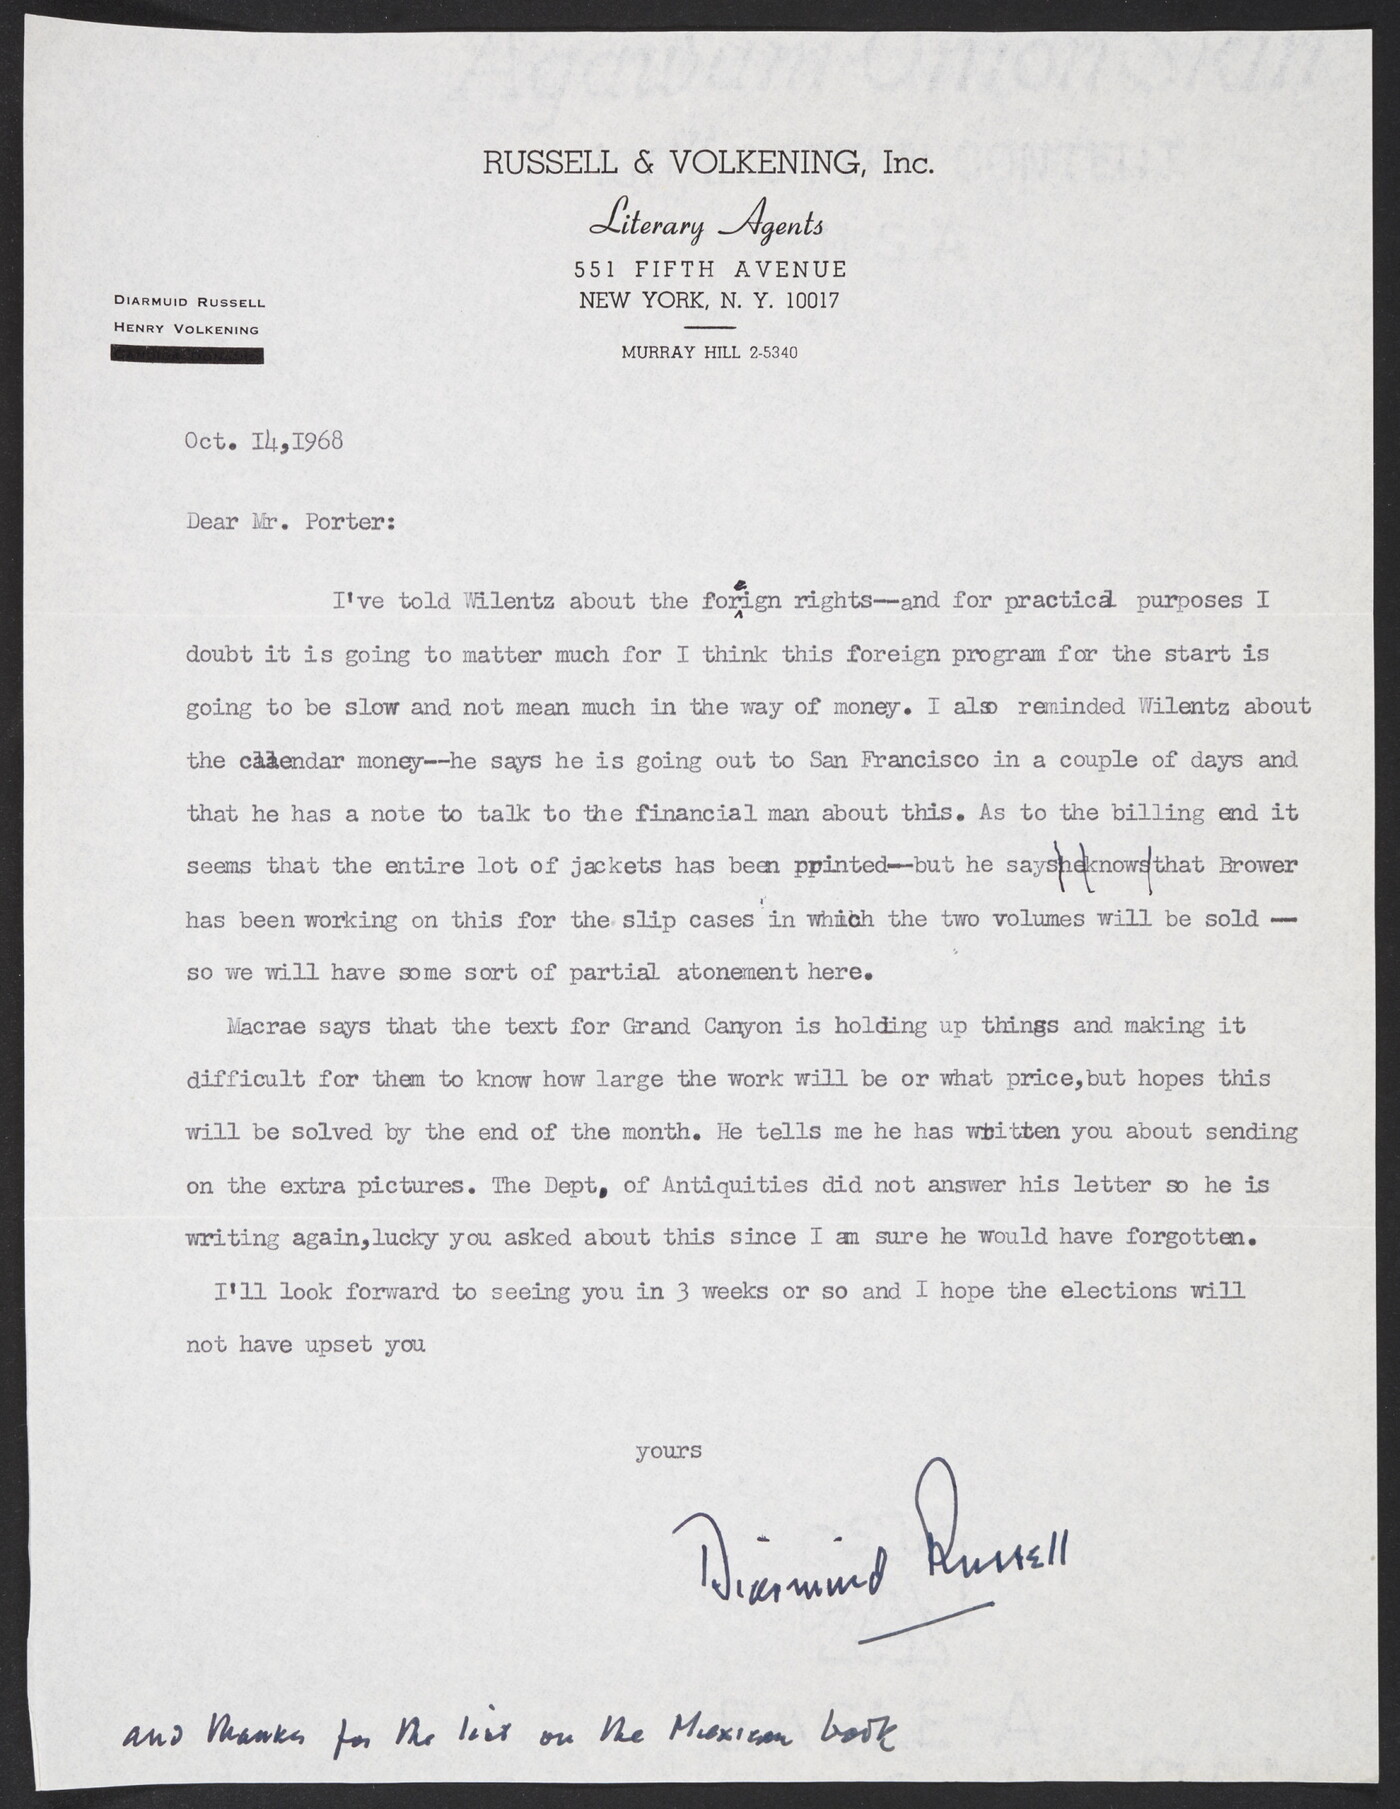 RUSSELL & VOLKENING, Inc.
Literary Agents
551 FIFTH AVENUE
NEW YORK, N. Y. 10017
MURRAY HILL 2-5340
DIARMUID RUSSELL
HENRY VOLKENING
Oct. 14,1968
Dear Mr. Porter:
I've told Wilentz about the foreign rights--and for practical purposes I
doubt it is going to matter much for I think this foreign program for the start is
going to be slow and not mean much in the way of money. I also reminded Wilentz about
the calendar money--he says he is going out to San Francisco in a couple of days and
that he has a note to talk to the financial man about this. As to the billing end it
seems that the entire lot of jackets has been printed--but he says he knows that Brower
has been working on this for the slip cases in which the two volumes will be sold --
so we will have some sort of partial atonement here.
Macrae says that the text for Grand Canyon is holding up things and making it
difficult for them to know how large the work will be or what price,but hopes this
will be solved by the end of the month. He tells me he has written you about sending
on the extra pictures. The Dept. of Antiquities did not answer his letter so he is
writing again,lucky you asked about this since I am sure he would have forgotten.
I'll look forward to seeing you in 3 weeks or so and I hope the elections will
not have upset you
yours
Diarmuid Russell
and thanks for the list on the Mexican book